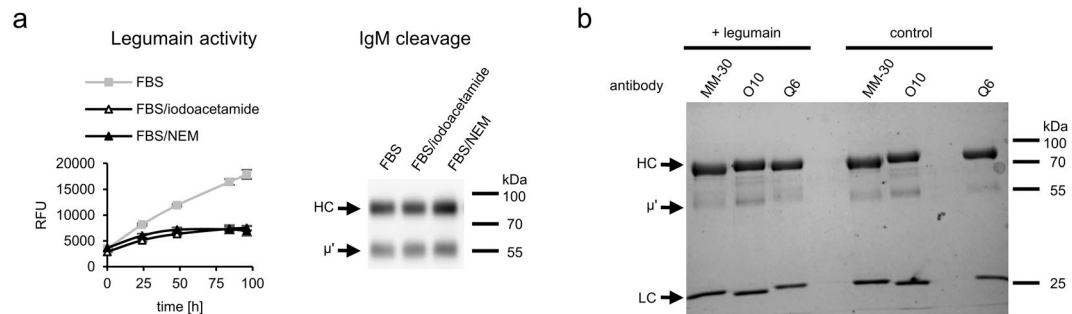 a
Legumain activity
FBS
FBS/iodoacetamide
FBS/NEM
20000
15000
10000
5000
0
RFU
0 25 50 75 100
time [h]
IgM cleavage
FBS
FBS/iodoacetamide
FBS/NEM
kDa
100
70
55
HC
µ'
b
+ legumain
control
antibody
MM-30
O10
Q6
MM-30
O10
Q6
kDa
100
70
55
25
HC
µ'
LC